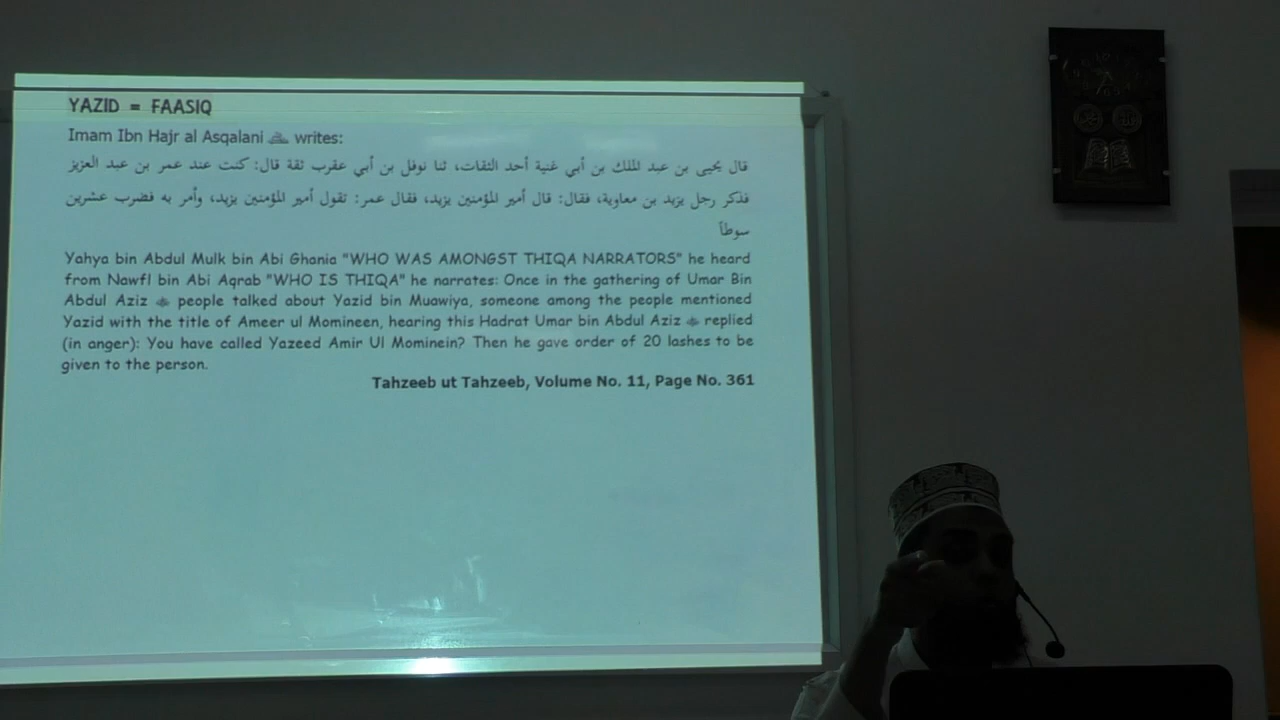 YAZID = FAASIQ
Imam Ibn Hajr al Asqalani writes:
قال يحيى بن عبد الملك بن أبي غنية أحد الثقات، ثنا نوفل بن أبي عقرب ثقة قال: كنت عند عمر بن عبد العزيز
فذكر رجل يزيد بن معاوية، فقال: قال أمير المؤمنين يزيد، فقال عمر: تقول أمير المؤمنين يزيد، وأمر به فضرب عشرين
سوطاً
Yahya bin Abdul Mulk bin Abi Ghania "WHO WAS AMONGST THIQA NARRATORS" he heard
from Nawfl bin Abi Aqrab "WHO IS THIQA" he narrates: Once in the gathering of Umar Bin
Abdul Aziz people talked about Yazid bin Muawiya, someone among the people mentioned
Yazid with the title of Ameer ul Momineen, hearing this Hadrat Umar bin Abdul Aziz replied
(in anger): You have called Yazeed Amir Ul Mominein? Then he gave order of 20 lashes to be
given to the person.
Tahzeeb ut Tahzeeb, Volume No. 11, Page No. 361